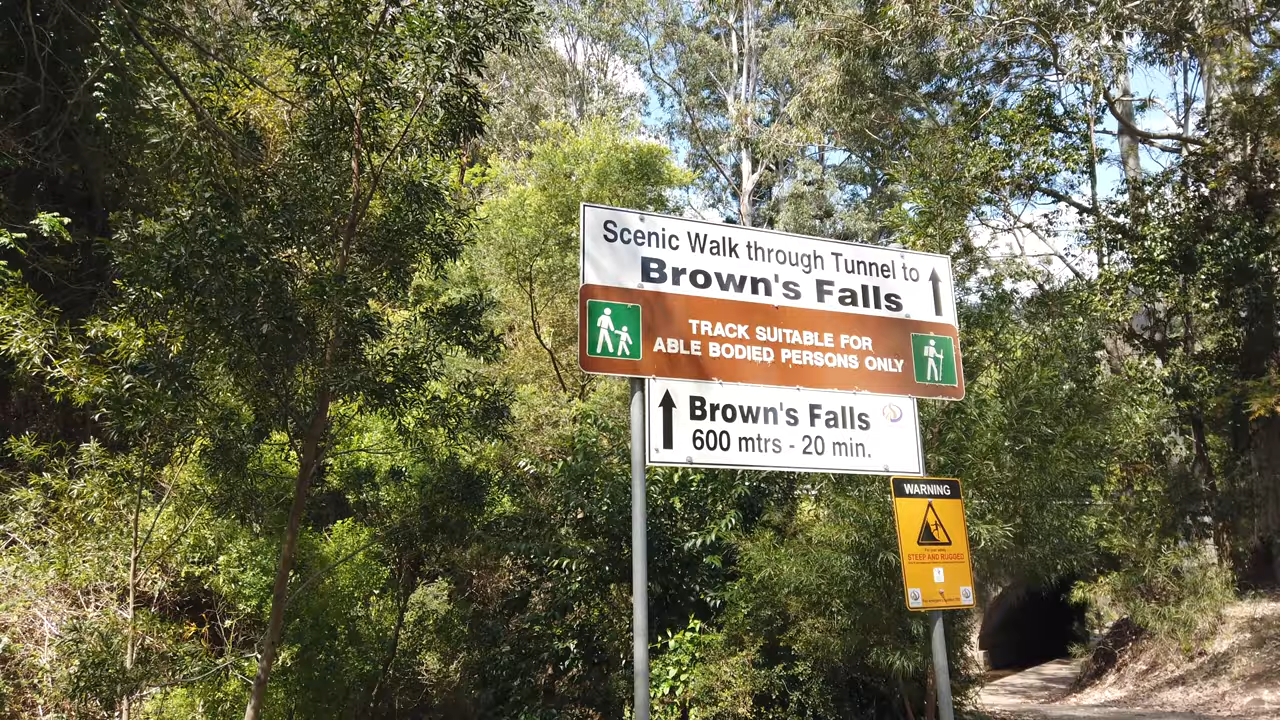 Scenic Walk through Tunnel to
Brown's Falls
TRACK SUITABLE FOR
ABLE BODIED PERSONS ONLY
Brown's Falls
600 mtrs - 20 min.
WARNING
STEEP AND RUGGED